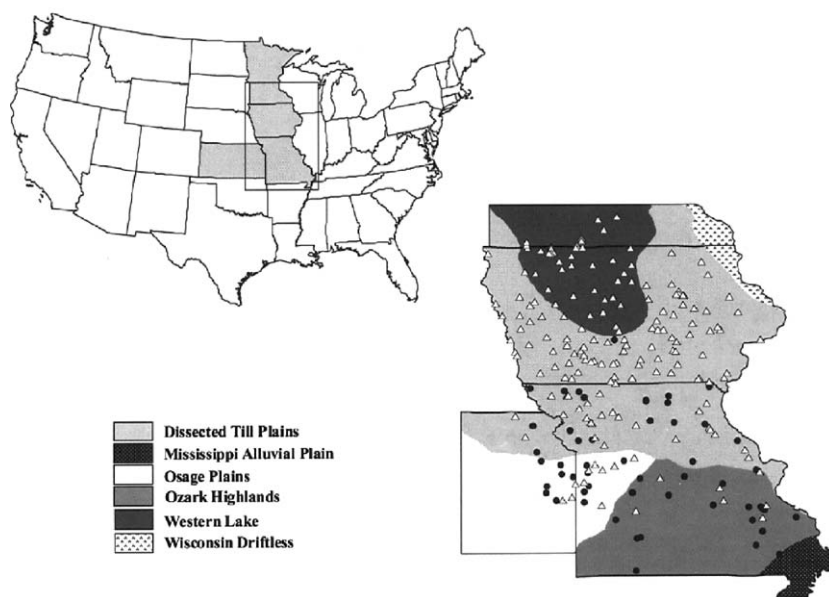 Dissected Till Plains
Mississippi Alluvial Plain
Osage Plains
Ozark Highlands
Western Lake
Wisconsin Driftless